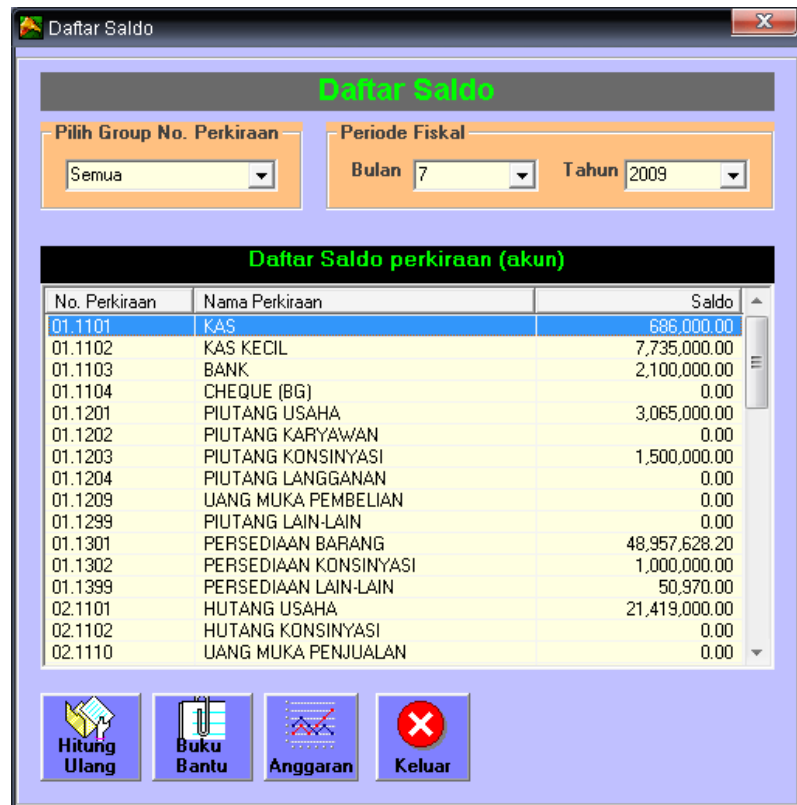 Daftar Saldo
Daftar Saldo
Pilih Group No. Perkiraan
Periode Fiskal
Semua
Bulan 7 Tahun 2009
Daftar Saldo perkiraan (akun)
No. Perkiraan Nama Perkiraan Saldo
01.1101 KAS 686,000.00
01.1102 KAS KECIL 7,735,000.00
01.1103 BANK 2,100,000.00
01.1104 CHEQUE (BG) 0.00
01.1201 PIUTANG USAHA 3,065,000.00
01.1202 PIUTANG KARYAWAN 0.00
01.1203 PIUTANG KONSINYASI 1,500,000.00
01.1204 PIUTANG LANGGANAN 0.00
01.1209 UANG MUKA PEMBELIAN 0.00
01.1299 PIUTANG LAIN-LAIN 0.00
01.1301 PERSEDIAAN BARANG 48,957,628.20
01.1302 PERSEDIAAN KONSINYASI 1,000,000.00
01.1399 PERSEDIAAN LAIN-LAIN 50,970.00
02.1101 HUTANG USAHA 21,419,000.00
02.1102 HUTANG KONSINYASI 0.00
02.1110 UANG MUKA PENJUALAN 0.00
Hitung Ulang
Buku Bantu
Anggaran
Keluar